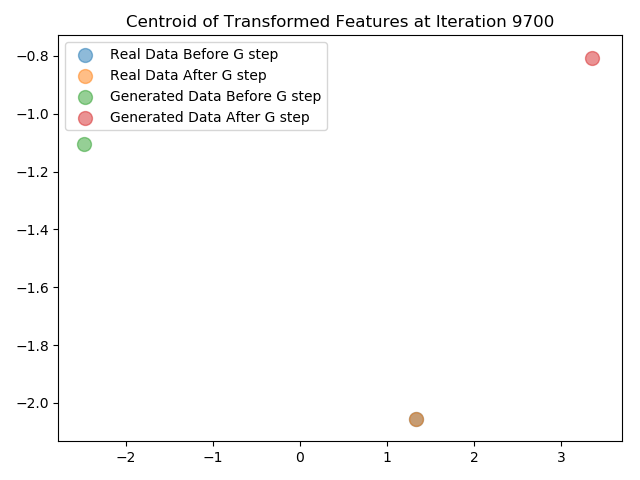 Centroid of Transformed Features at Iteration 9700
Real Data Before G step
Real Data After G step
Generated Data Before G step
Generated Data After G step
−0.8
−1.0
−1.2
−1.4
−1.6
−1.8
−2.0
−2 −1 0 1 2 3